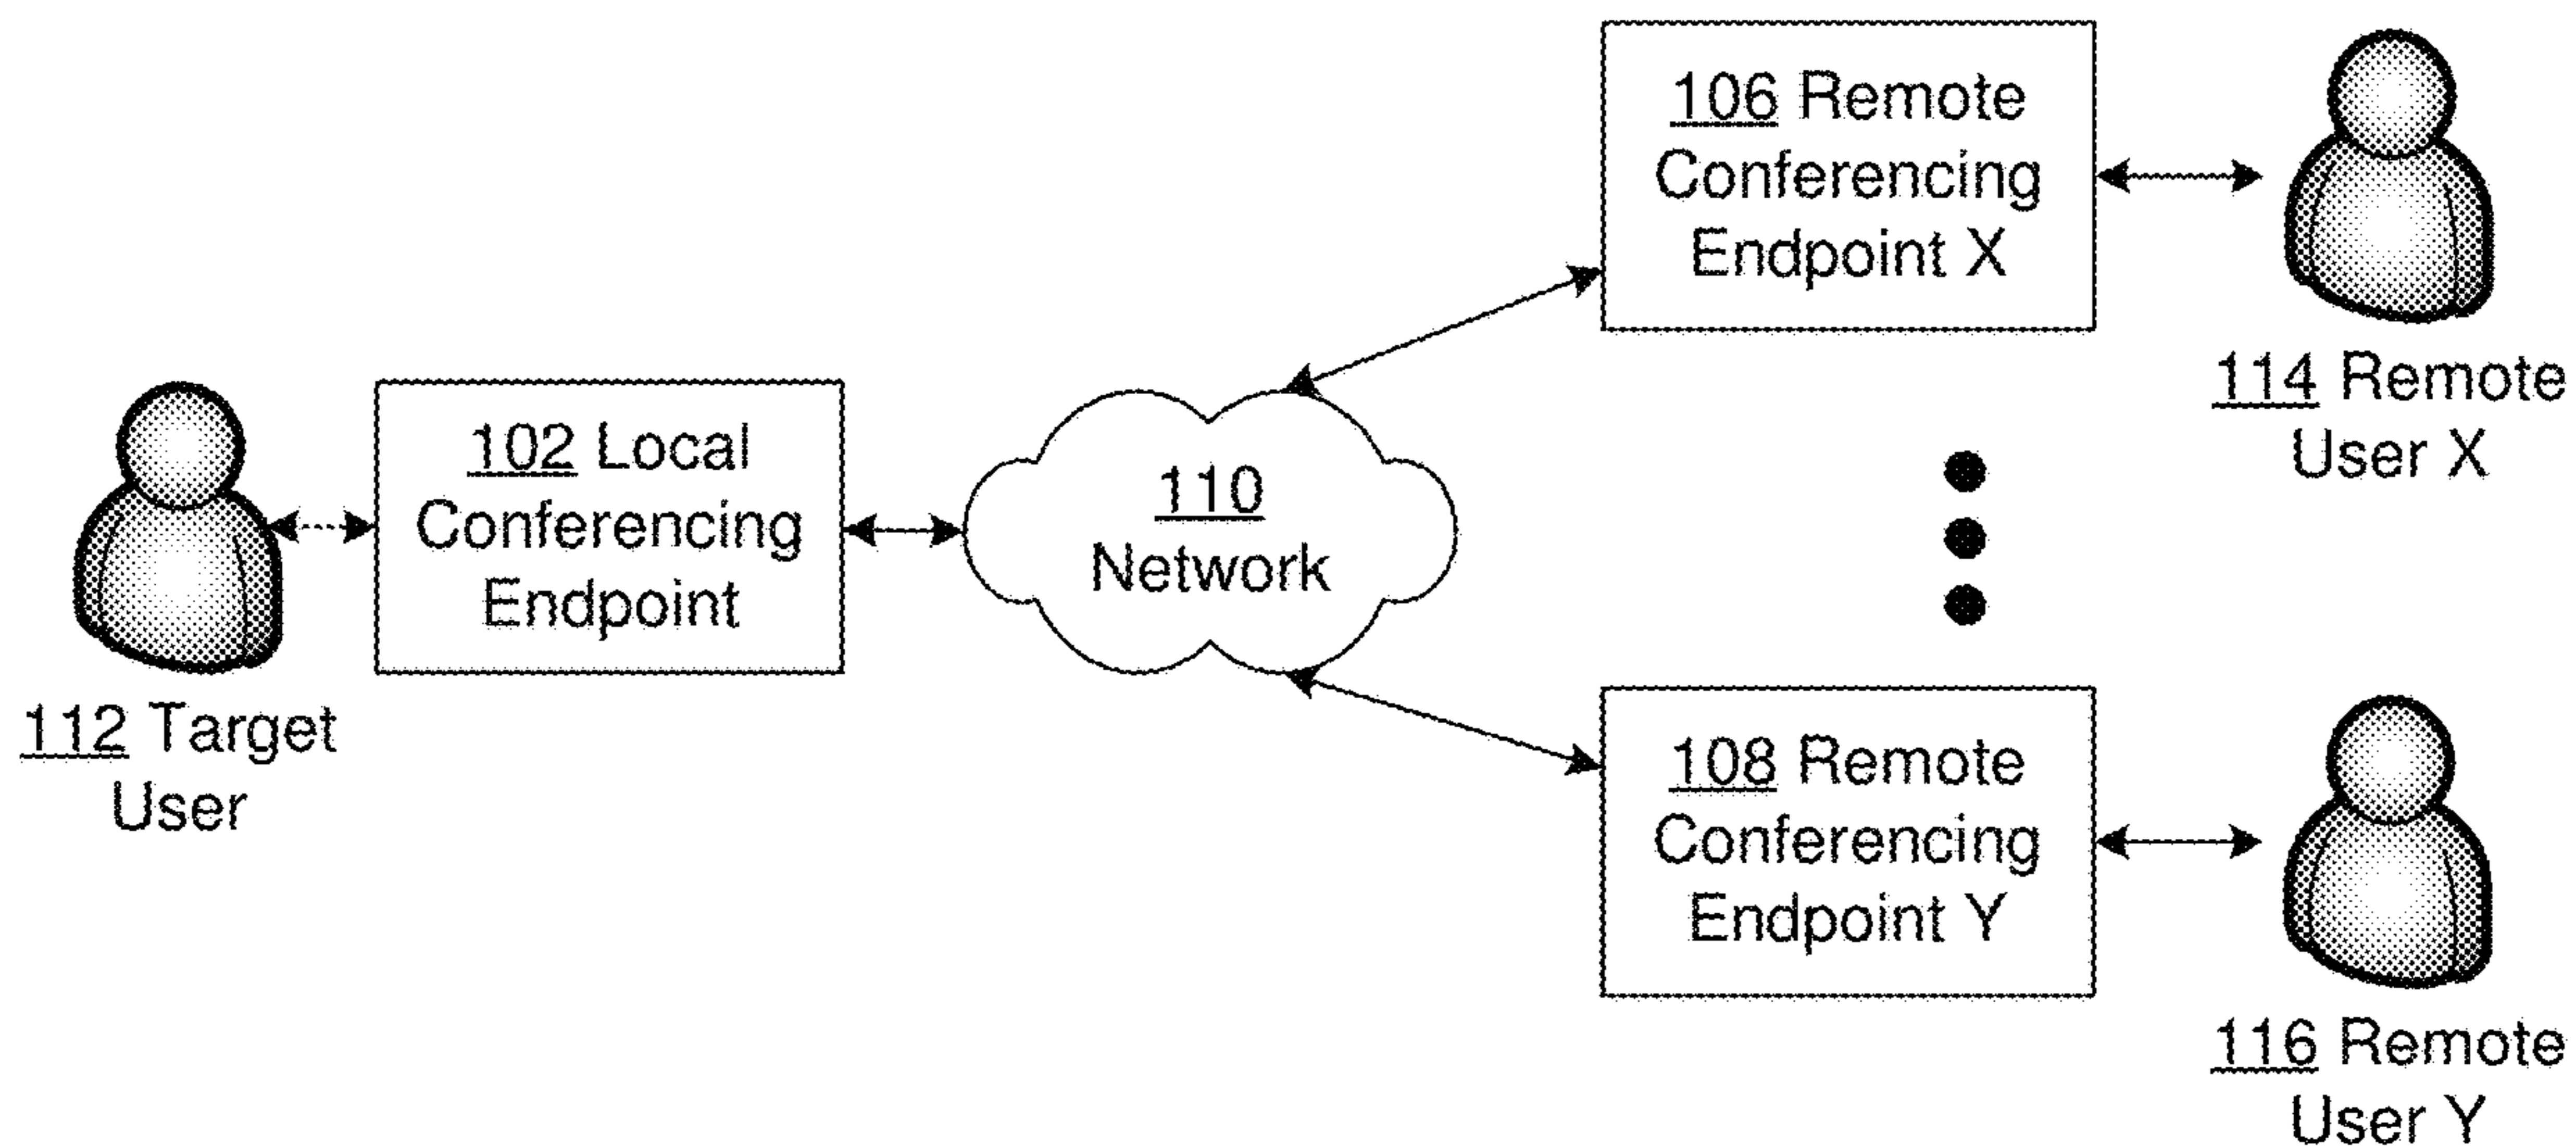 106 Remote
Conferencing
Endpoint X
114 Remote
User X
102 Local
Conferencing
Endpoint
110
Network
112 Target
User
108 Remote
Conferencing
Endpoint Y
116 Remote
User Y